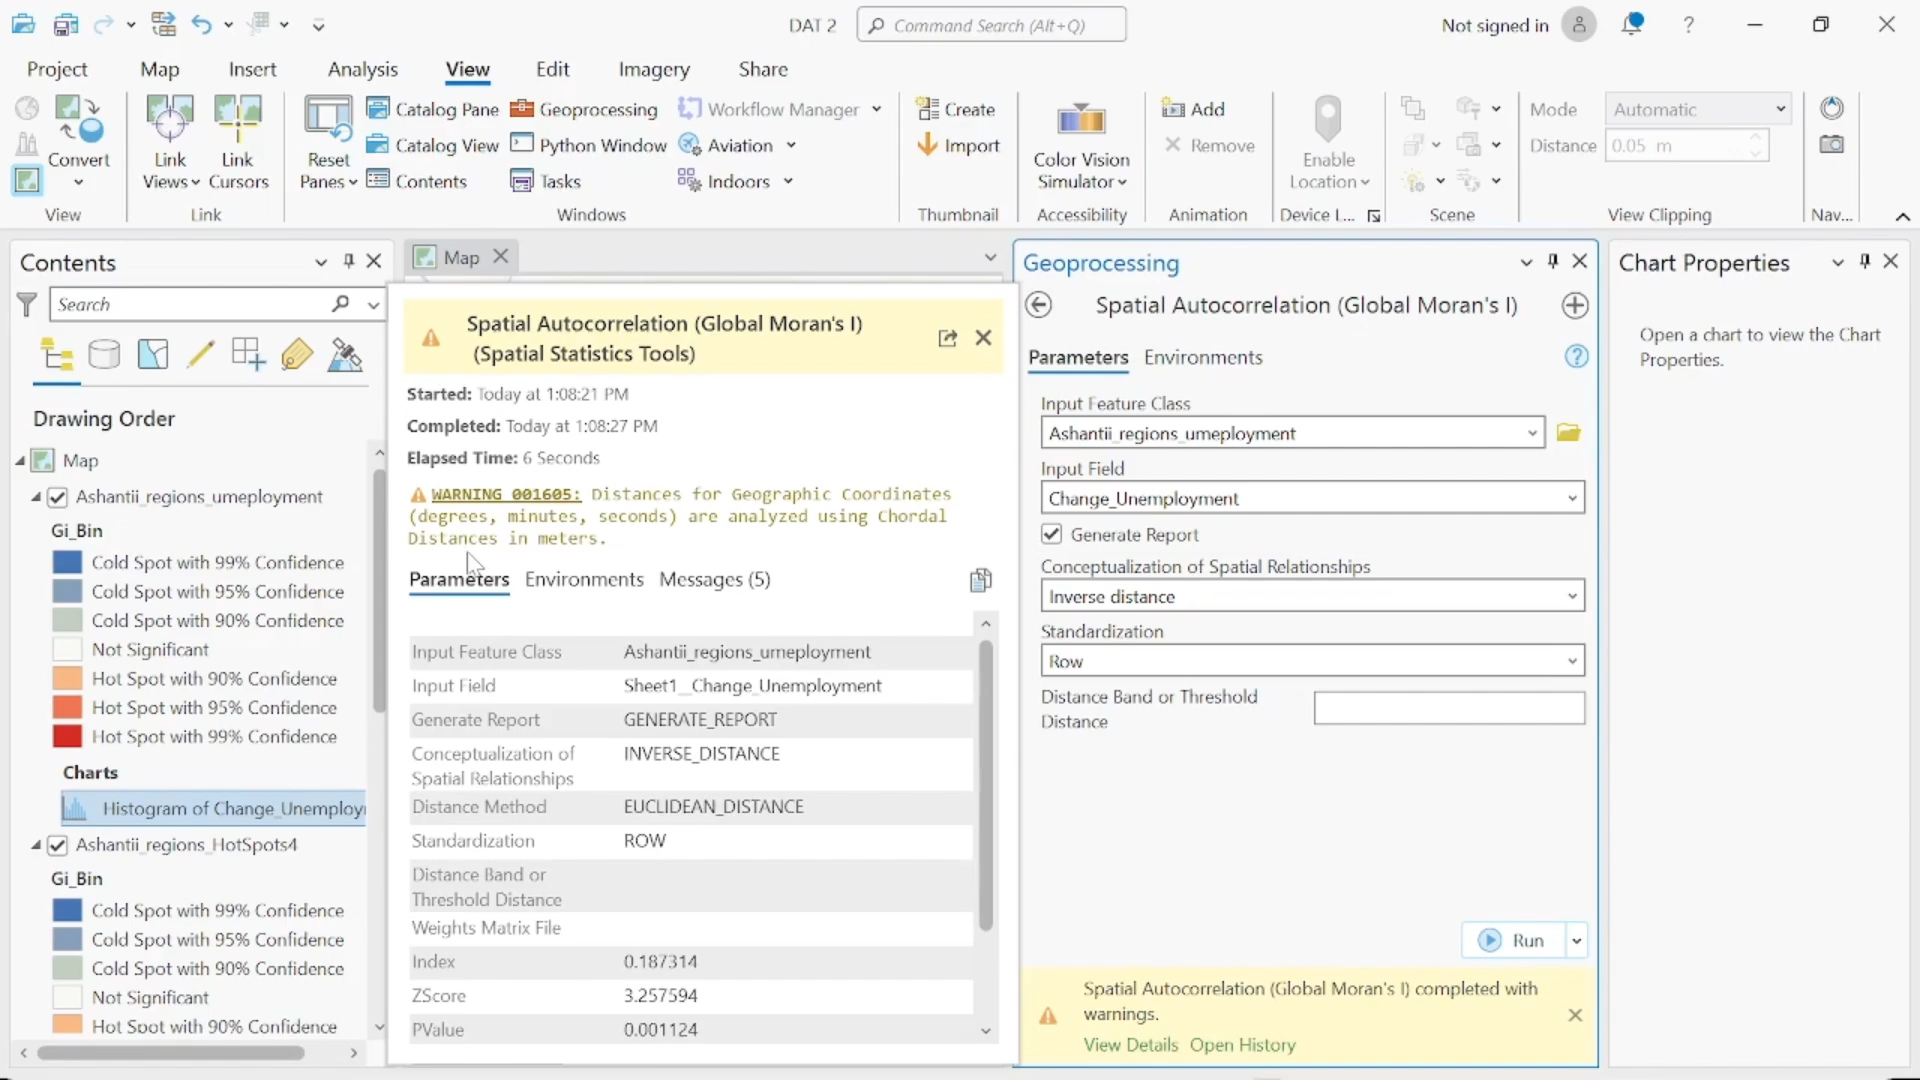 DAT 2
Command Search (Alt+Q)
Not signed in
?
Project Map Insert Analysis View Edit Imagery Share
Convert
Link
Views
Link
Cursors
Reset
Panes
Catalog Pane
Catalog View
Contents
Geoprocessing
Python Window
Tasks
Workflow Manager
Aviation
Indoors
Create
Import
Color Vision
Simulator
Add
Remove
Enable
Location
Mode Automatic
Distance 0.05 m
View Link Windows Thumbnail Accessibility Animation Device L... Scene View Clipping Nav...
Contents
Search
Drawing Order
Map
Ashantii_regions_umeployment
Gi_Bin
Cold Spot with 99% Confidence
Cold Spot with 95% Confidence
Cold Spot with 90% Confidence
Not Significant
Hot Spot with 90% Confidence
Hot Spot with 95% Confidence
Hot Spot with 99% Confidence
Charts
Histogram of Change_Unemploy
Ashantii_regions_HotSpots4
Gi_Bin
Cold Spot with 99% Confidence
Cold Spot with 95% Confidence
Cold Spot with 90% Confidence
Not Significant
Hot Spot with 90% Confidence
Map
Spatial Autocorrelation (Global Moran's I)
(Spatial Statistics Tools)
Started: Today at 1:08:21 PM
Completed: Today at 1:08:27 PM
Elapsed Time: 6 Seconds
WARNING 001605: Distances for Geographic Coordinates
(degrees, minutes, seconds) are analyzed using Chordal
Distances in meters.
Parameters Environments Messages (5)
Input Feature Class Ashantii_regions_umeployment
Input Field Sheet1__Change_Unemployment
Generate Report GENERATE_REPORT
Conceptualization of INVERSE_DISTANCE
Spatial Relationships
Distance Method EUCLIDEAN_DISTANCE
Standardization ROW
Distance Band or
Threshold Distance
Weights Matrix File
Index 0.187314
ZScore 3.257594
PValue 0.001124
Geoprocessing
Spatial Autocorrelation (Global Moran's I)
Parameters Environments
?
Input Feature Class
Ashantii_regions_umeployment
Input Field
Change_Unemployment
Generate Report
Conceptualization of Spatial Relationships
Inverse distance
Standardization
Row
Distance Band or Threshold
Distance
Run
Spatial Autocorrelation (Global Moran's I) completed with
warnings.
View Details Open History
Chart Properties
Open a chart to view the Chart
Properties.